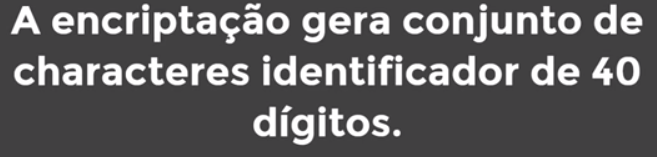 A encriptação gera conjunto de
characteres identificador de 40
dígitos.